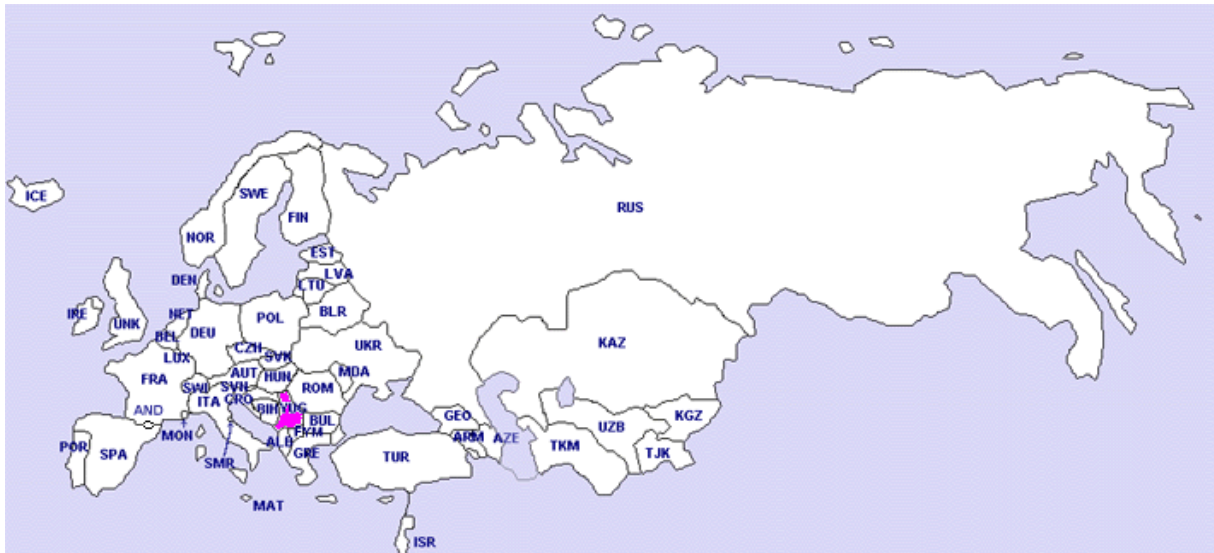 ICE
SWE
FIN
NOR
RUS
EST
LVA
LTU
DEN
IRE
UNK
NET
BEL
DEU
POL
BLR
LUX
CZH
SVK
UKR
KAZ
FRA
SWI
AUT
HUN
MDA
SVN
ROM
ITA
CRO
BIH
YUG
AND
BUL
FYM
GEO
KGZ
UZB
MON
ALB
ARM
AZE
TKM
TJK
POR
SPA
SMR
GRE
TUR
MAT
ISR